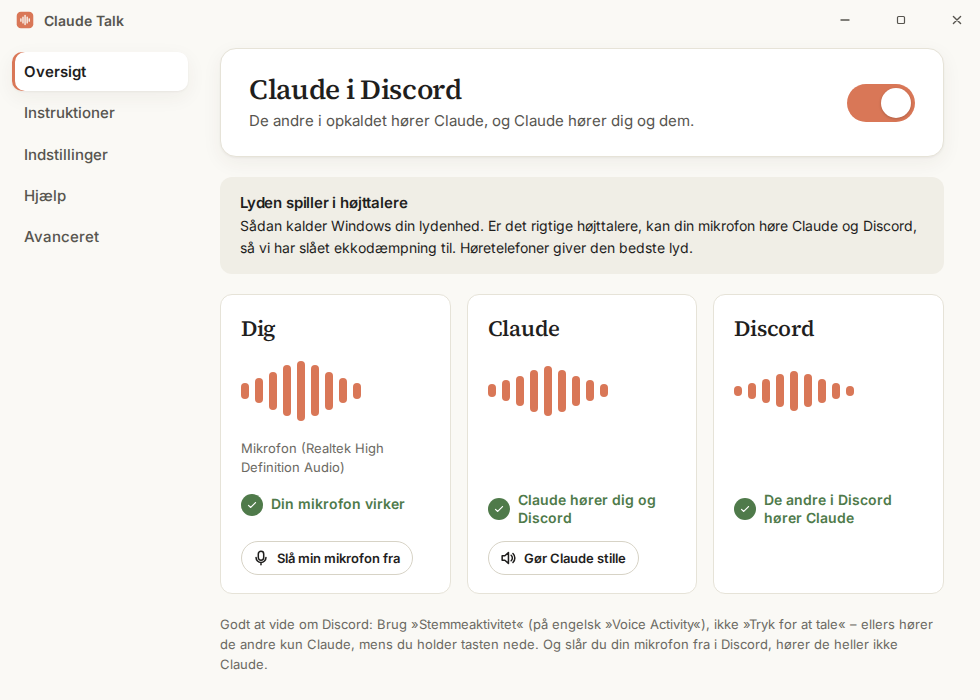 Claude Talk
Oversigt
Instruktioner
Indstillinger
Hjælp
Avanceret
Claude i Discord
De andre i opkaldet hører Claude, og Claude hører dig og dem.
Lyden spiller i højttalere
Sådan kalder Windows din lydenhed. Er det rigtige højttalere, kan din mikrofon høre Claude og Discord,
så vi har slået ekkodæmpning til. Høretelefoner giver den bedste lyd.
Dig
Mikrofon (Realtek High
Definition Audio)
Din mikrofon virker
Slå min mikrofon fra
Claude
Claude hører dig og
Discord
Gør Claude stille
Discord
De andre i Discord
hører Claude
Godt at vide om Discord: Brug »Stemmeaktivitet« (på engelsk »Voice Activity«), ikke »Tryk for at tale« – ellers hører
de andre kun Claude, mens du holder tasten nede. Og slår du din mikrofon fra i Discord, hører de heller ikke
Claude.